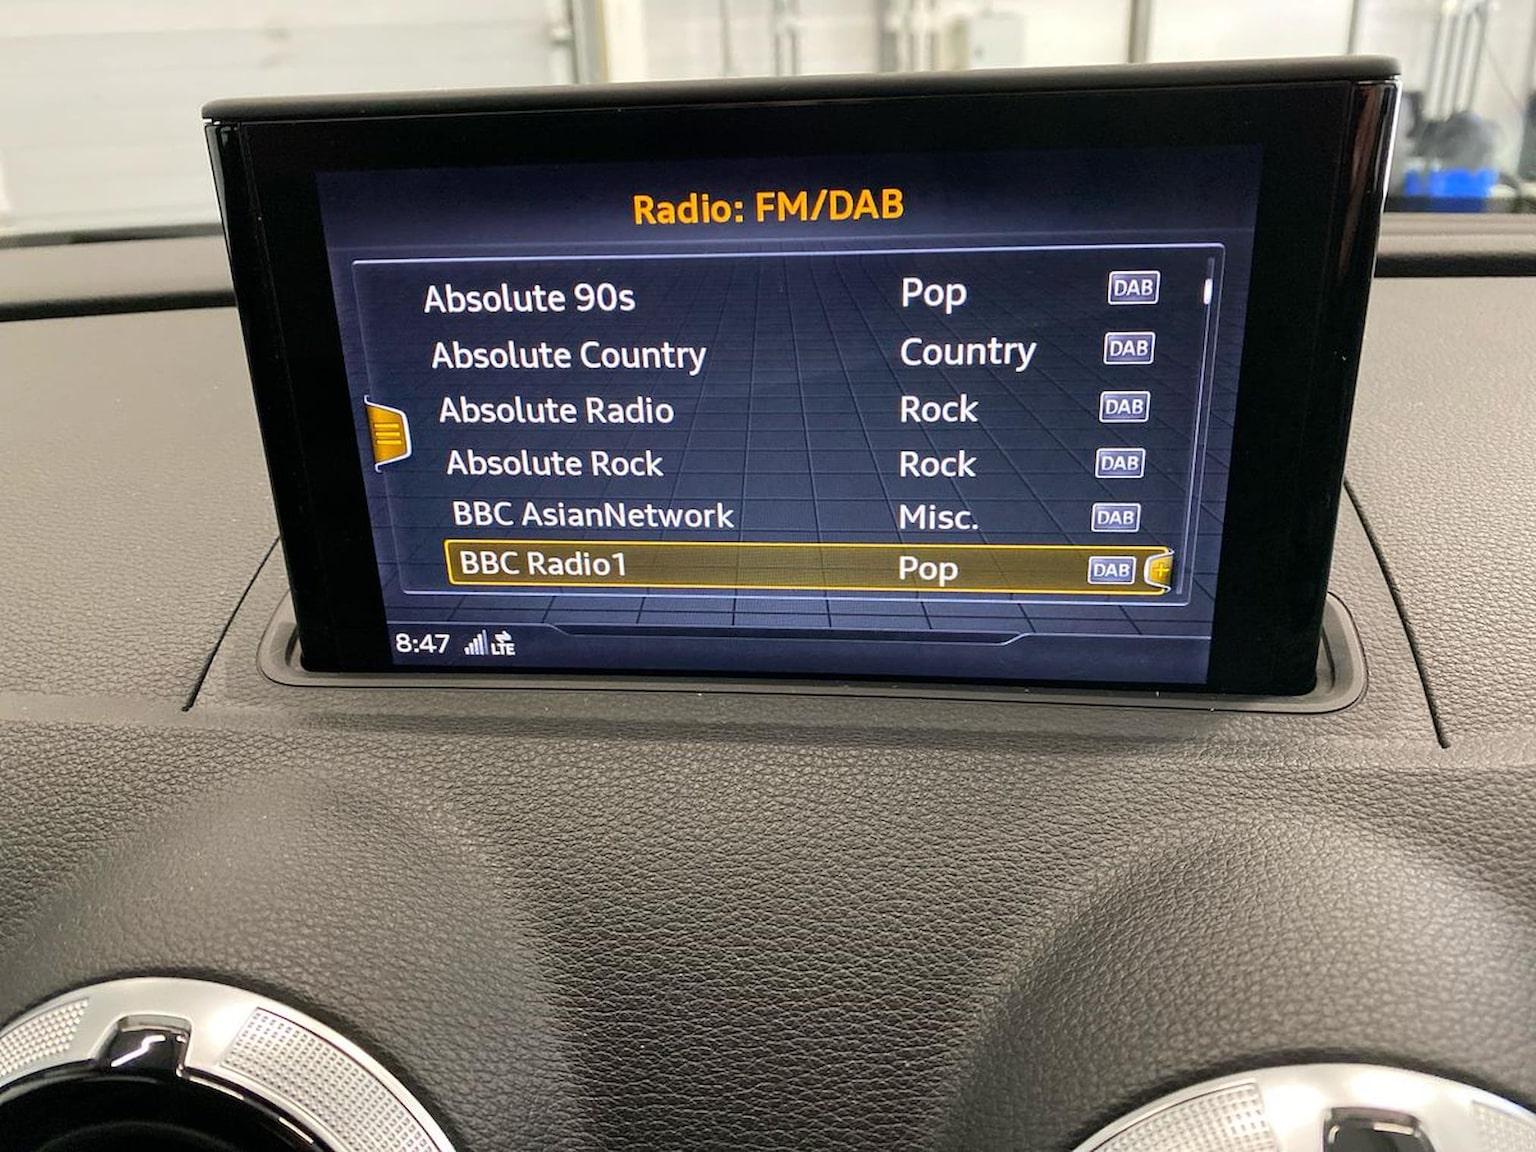 Radio: FM/DAB
Absolute 90s Pop DAB
Absolute Country Country DAB
Absolute Radio Rock DAB
Absolute Rock Rock DAB
BBC AsianNetwork Misc. DAB
BBC Radio1 Pop DAB
8:47 LTE